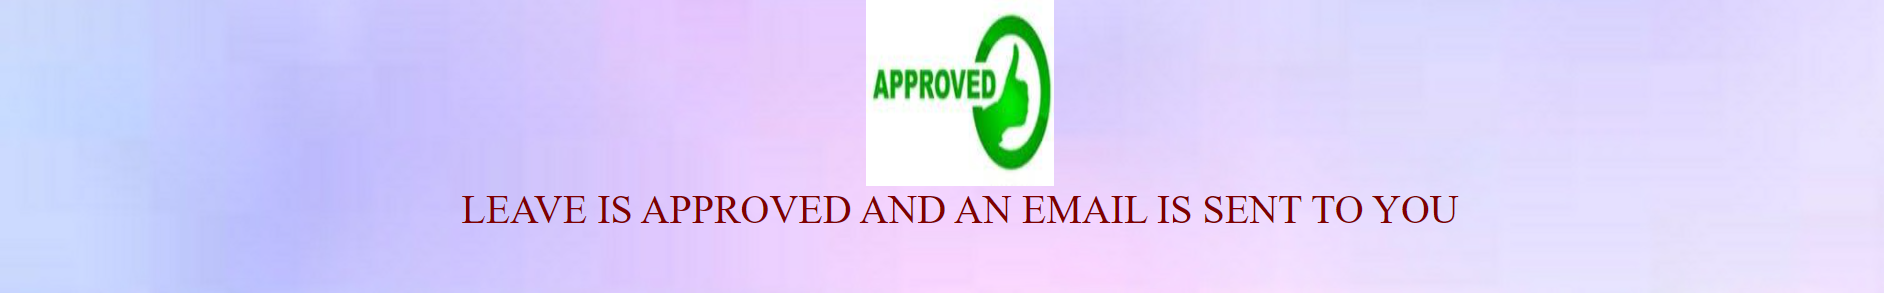 APPROVED
LEAVE IS APPROVED AND AN EMAIL IS SENT TO YOU